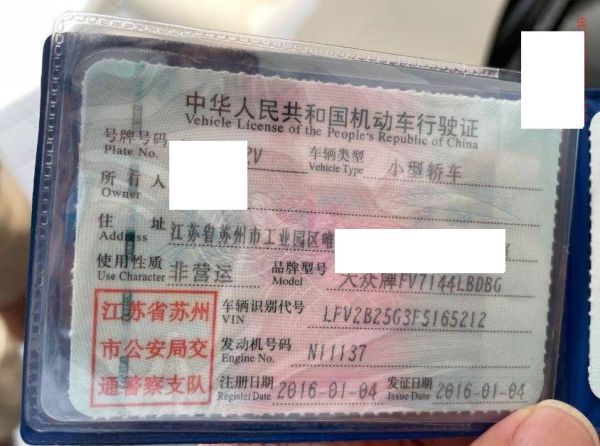 中华人民共和国机动车行驶证
Vehicle License of the People's Republic of China
号牌号码 2V 车辆类型 小型轿车
Plate No. Vehicle Type
所有人
Owner
住址 江苏省苏州市工业园区唯
Address
使用性质 非营运 品牌型号 大众牌FV7144LBDBG
Use Character Model
江苏省苏州 车辆识别代号 LFV2B25G3F5165212
VIN
市公安局交 发动机号码 N11137
Engine No.
通警察支队 注册日期 2016-01-04 发证日期 2016-01-04
Register Date Issue Date